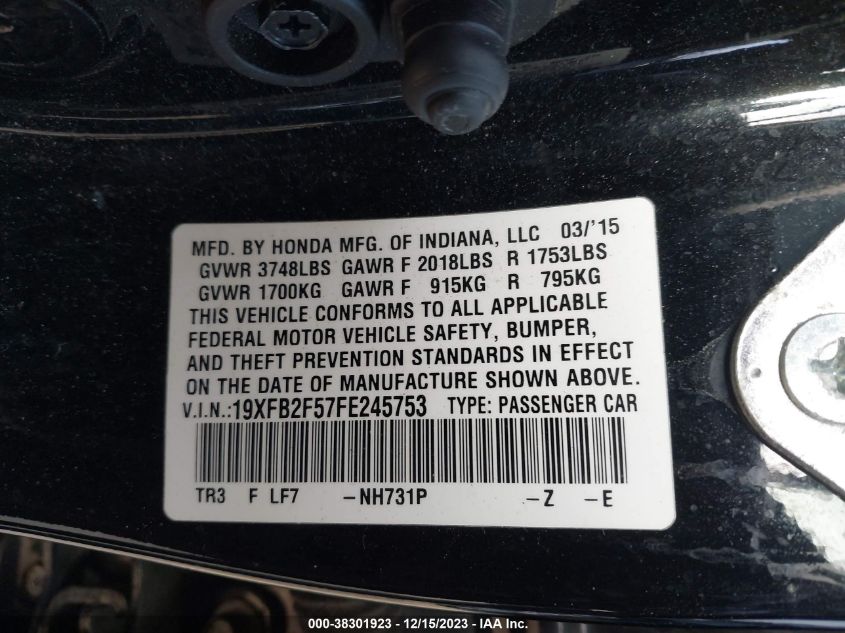 MFD. BY HONDA MFG. OF INDIANA, LLC 03/'15
GVWR 3748LBS GAWR F 2018LBS R 1753LBS
GVWR 1700KG GAWR F 915KG R 795KG
THIS VEHICLE CONFORMS TO ALL APPLICABLE
FEDERAL MOTOR VEHICLE SAFETY, BUMPER,
AND THEFT PREVENTION STANDARDS IN EFFECT
ON THE DATE OF MANUFACTURE SHOWN ABOVE.
V.I.N.:19XFB2F57FE245753 TYPE: PASSENGER CAR
TR3 F LF7 -NH731P -Z -E
000-38301923 - 12/15/2023 - IAA Inc.